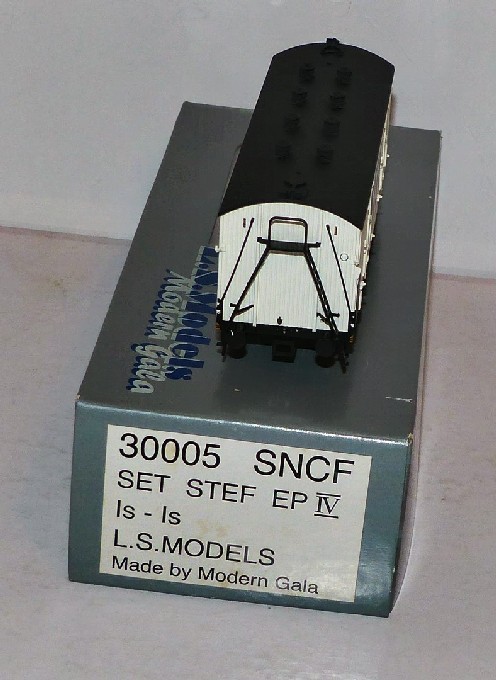 L.S.Models
Modern Gala
30005 SNCF
SET STEF EP IV
Is - Is
L.S.MODELS
Made by Modern Gala